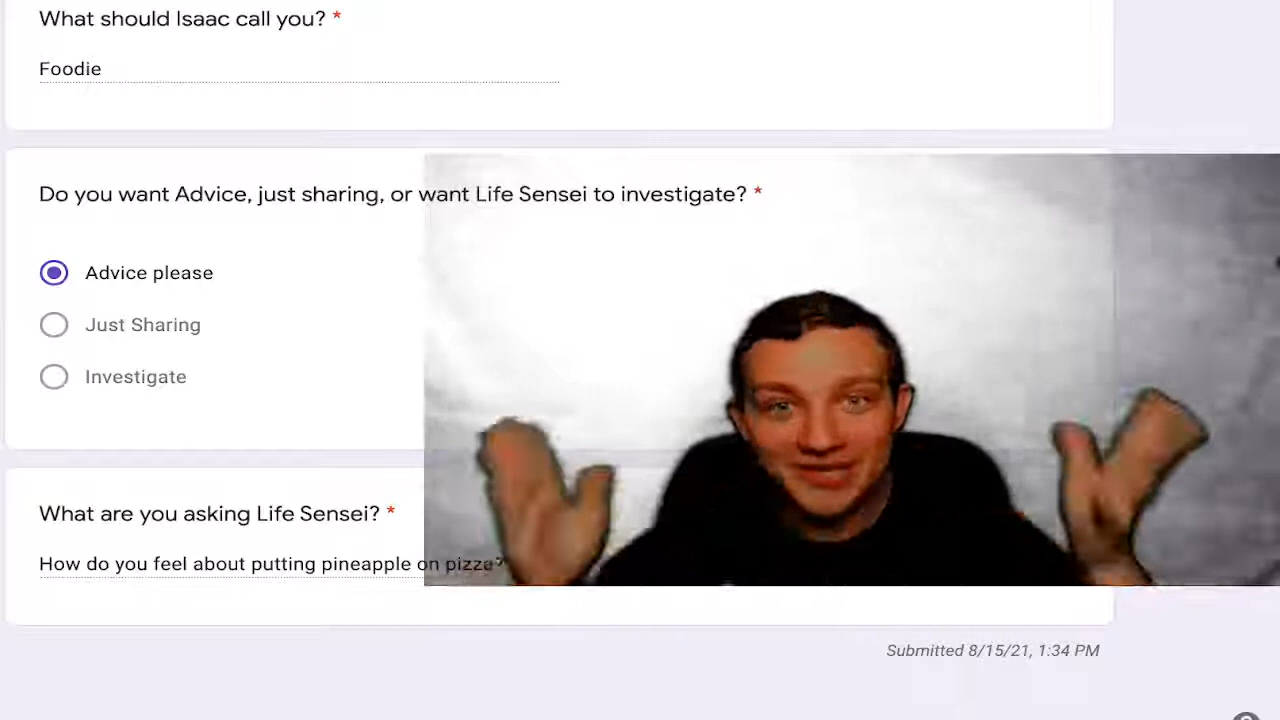 What should Isaac call you? *
Foodie
Do you want Advice, just sharing, or want Life Sensei to investigate? *
Advice please
Just Sharing
Investigate
What are you asking Life Sensei? *
How do you feel about putting pineapple on pizza?
Submitted 8/15/21, 1:34 PM